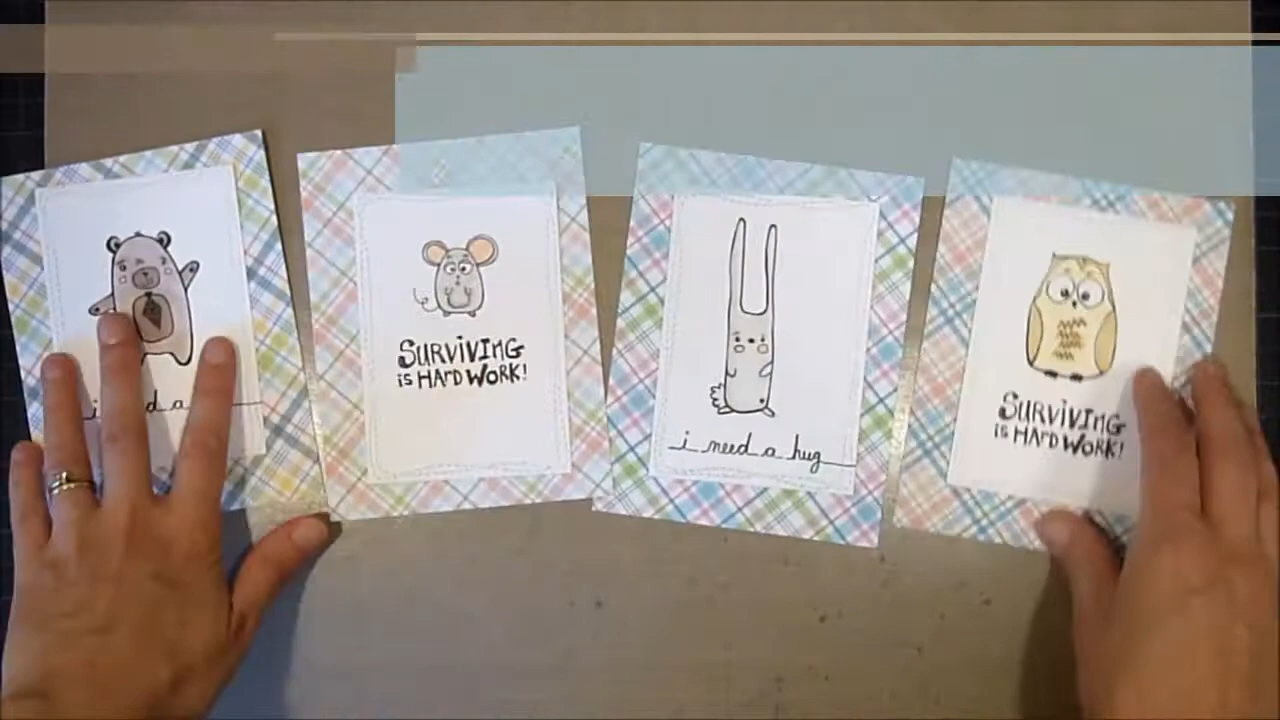 i d a
SURVIVING
IS HARD WORK!
i need a hug
SURVIVING
IS HARD WORK!